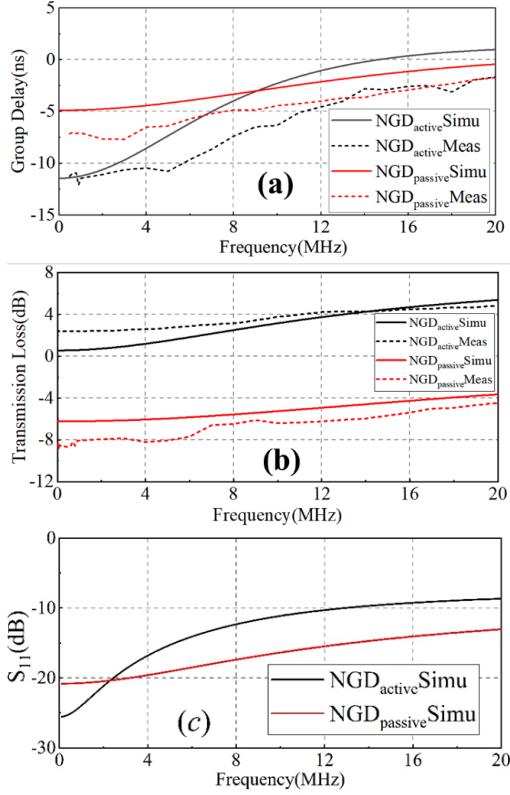 Group Delay(ns)
5
0
-5
-10
-15
NGDactiveSimu
NGDactiveMeas
NGDpassiveSimu
NGDpassiveMeas
(a)
0 4 8 12 16 20
Frequency(MHz)
Transmission Loss(dB)
8
4
0
-4
-8
-12
NGDactiveSimu
NGDactiveMeas
NGDpassiveSimu
NGDpassiveMeas
(b)
0 4 8 12 16 20
Frequency(MHz)
S11(dB)
0
-10
-20
-30
NGDactiveSimu
NGDpassiveSimu
(c)
0 4 8 12 16 20
Frequency(MHz)